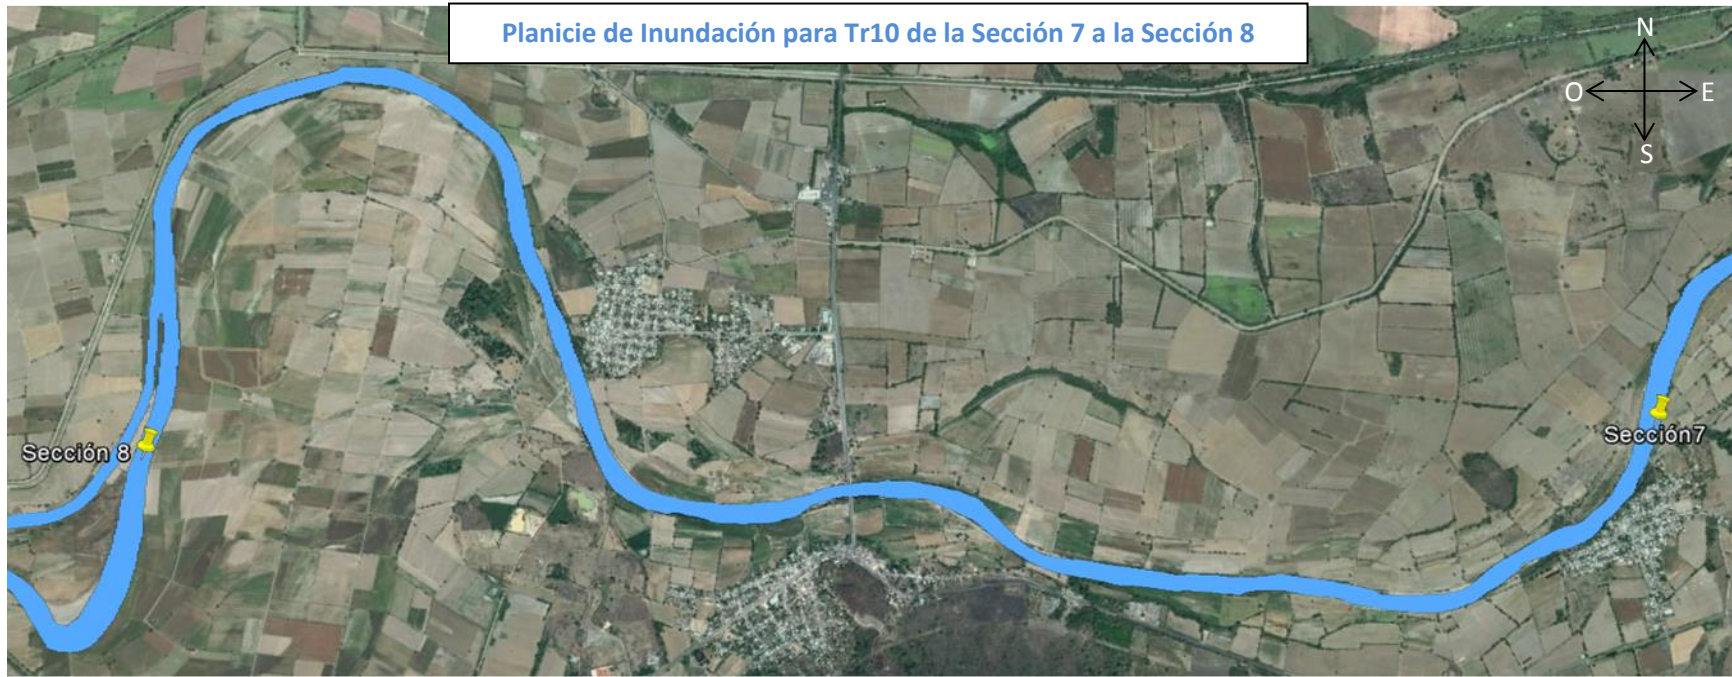 Planicie de Inundación para Tr10 de la Sección 7 a la Sección 8
N
O E
S
Sección 8
Sección7